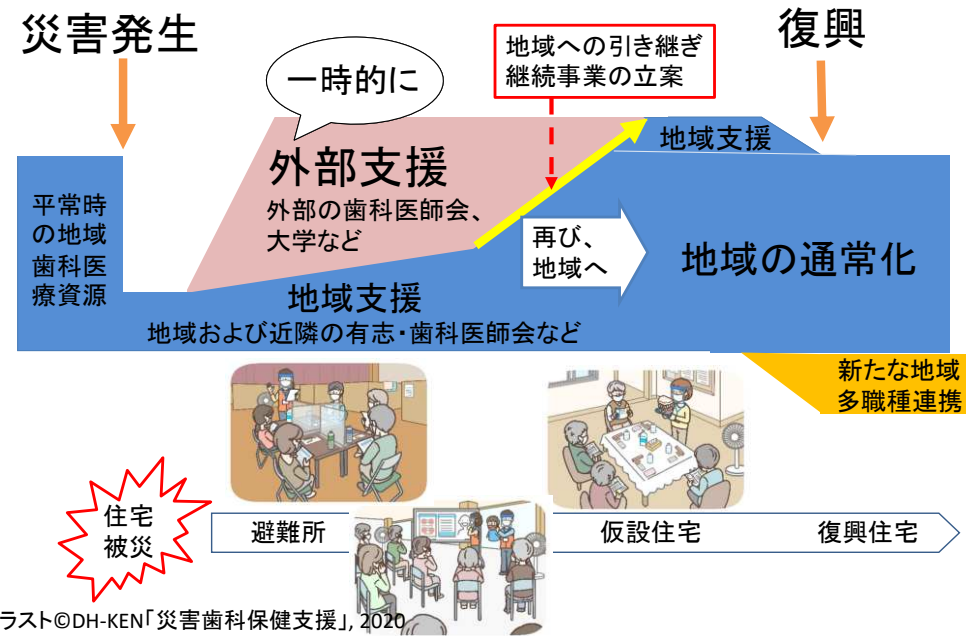 災害発生
復興
地域への引き継ぎ
継続事業の立案
一時的に
地域支援
外部支援
外部の歯科医師会、
大学など
平常時
の地域
歯科医
療資源
再び、
地域へ
地域の通常化
地域支援
地域および近隣の有志・歯科医師会など
新たな地域
多職種連携
住宅
被災
避難所
仮設住宅
復興住宅
ラスト©DH-KEN「災害歯科保健支援」, 2020